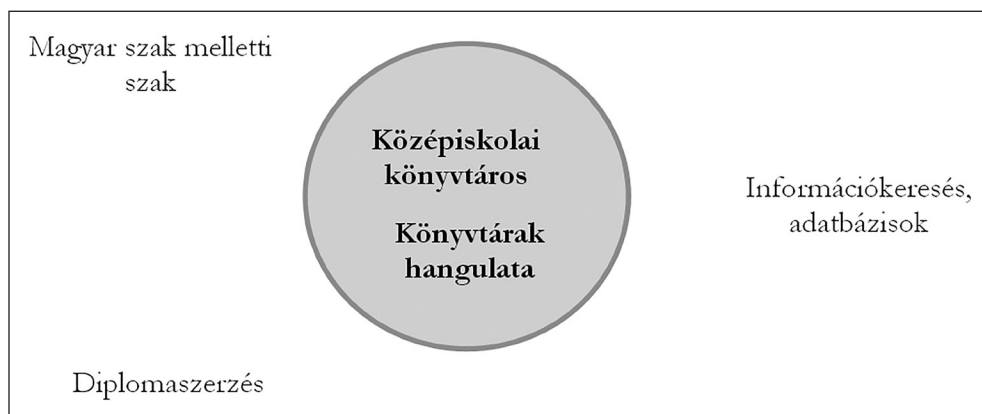 Magyar szak melletti
szak
Középiskolai
könyvtáros
Könyvtárak
hangulata
Információkeresés,
adatbázisok
Diplomaszerzés